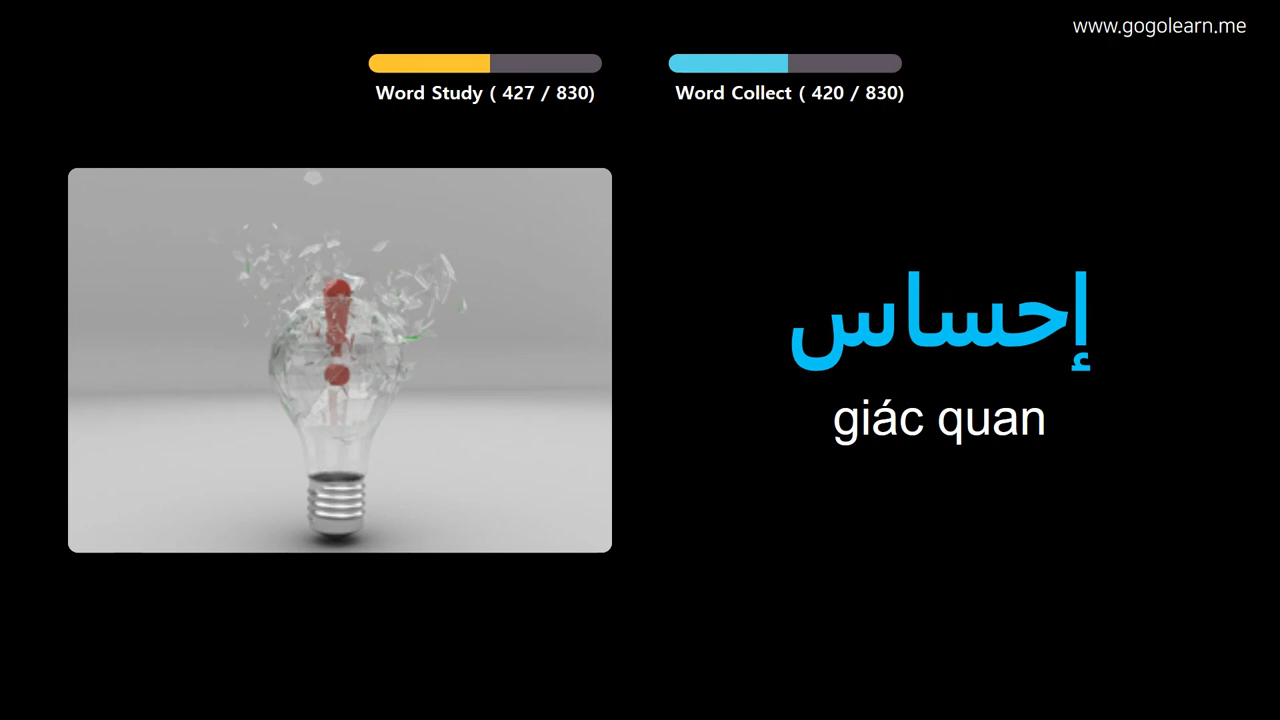 www.gogolearn.me
Word Study ( 427 / 830)
Word Collect ( 420 / 830)
إحساس
giác quan